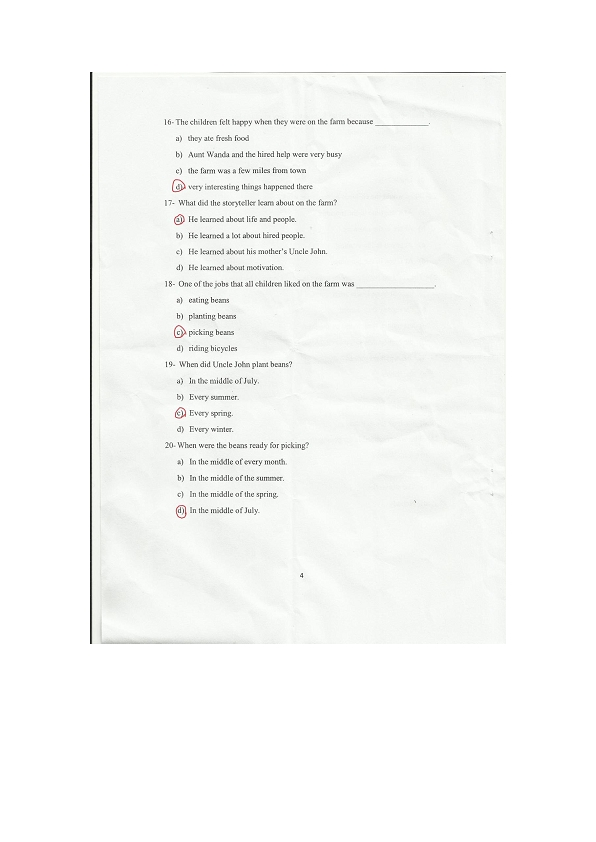 16- The children felt happy when they were on the farm because ______________.
a) they ate fresh food
b) Aunt Wanda and the hired help were very busy
c) the farm was a few miles from town
d) very interesting things happened there
17- What did the storyteller learn about on the farm?
a) He learned about life and people.
b) He learned a lot about hired people.
c) He learned about his mother's Uncle John.
d) He learned about motivation.
18- One of the jobs that all children liked on the farm was ____________________.
a) eating beans
b) planting beans
c) picking beans
d) riding bicycles
19- When did Uncle John plant beans?
a) In the middle of July.
b) Every summer.
c) Every spring.
d) Every winter.
20- When were the beans ready for picking?
a) In the middle of every month.
b) In the middle of the summer.
c) In the middle of the spring.
d) In the middle of July.
4